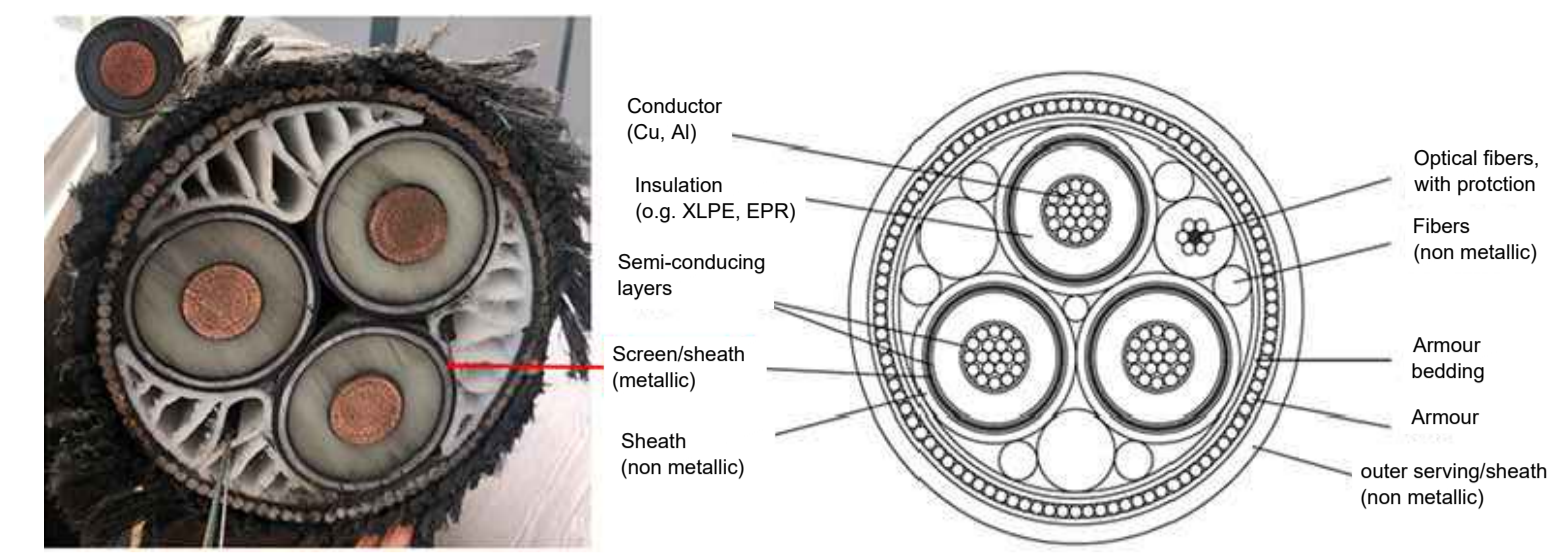 Conductor
(Cu, Al)
Insulation
(o.g. XLPE, EPR)
Semi-conducing
layers
Screen/sheath
(metallic)
Sheath
(non metallic)
Optical fibers,
with protction
Fibers
(non metallic)
Armour
bedding
Armour
outer serving/sheath
(non metallic)